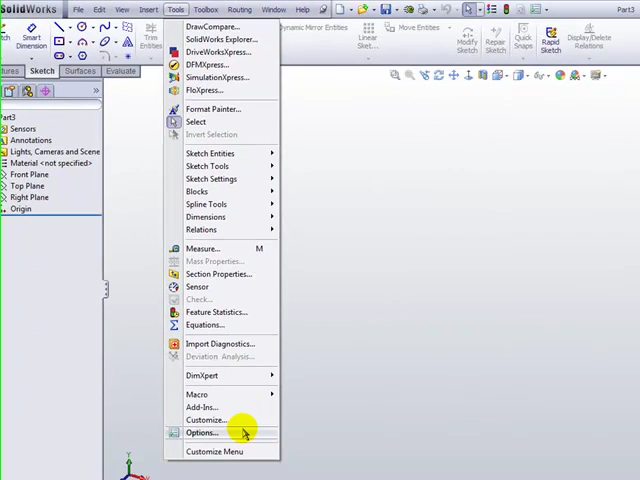 SolidWorks
File Edit View Insert Tools Toolbox Routing Window Help
Part3
Smart Dimension
Trim Entities
Dynamic Mirror Entities
Linear Sket...
Modify Sketch
Repair Sketch
Quick Snaps
Display/Delete Relations
Rapid Sketch
tures Sketch Surfaces Evaluate
Part3
Sensors
Annotations
Lights, Cameras and Scene
Material <not specified>
Front Plane
Top Plane
Right Plane
Origin
DrawCompare...
SolidWorks Explorer...
DriveWorksXpress...
DFMXpress...
SimulationXpress...
FloXpress...
Format Painter...
Select
Invert Selection
Sketch Entities
Sketch Tools
Sketch Settings
Blocks
Spline Tools
Dimensions
Relations
Measure... M
Mass Properties...
Section Properties...
Sensor
Check...
Feature Statistics...
Equations...
Import Diagnostics...
Deviation Analysis...
DimXpert
Macro
Add-Ins...
Customize...
Options...
Customize Menu
Y